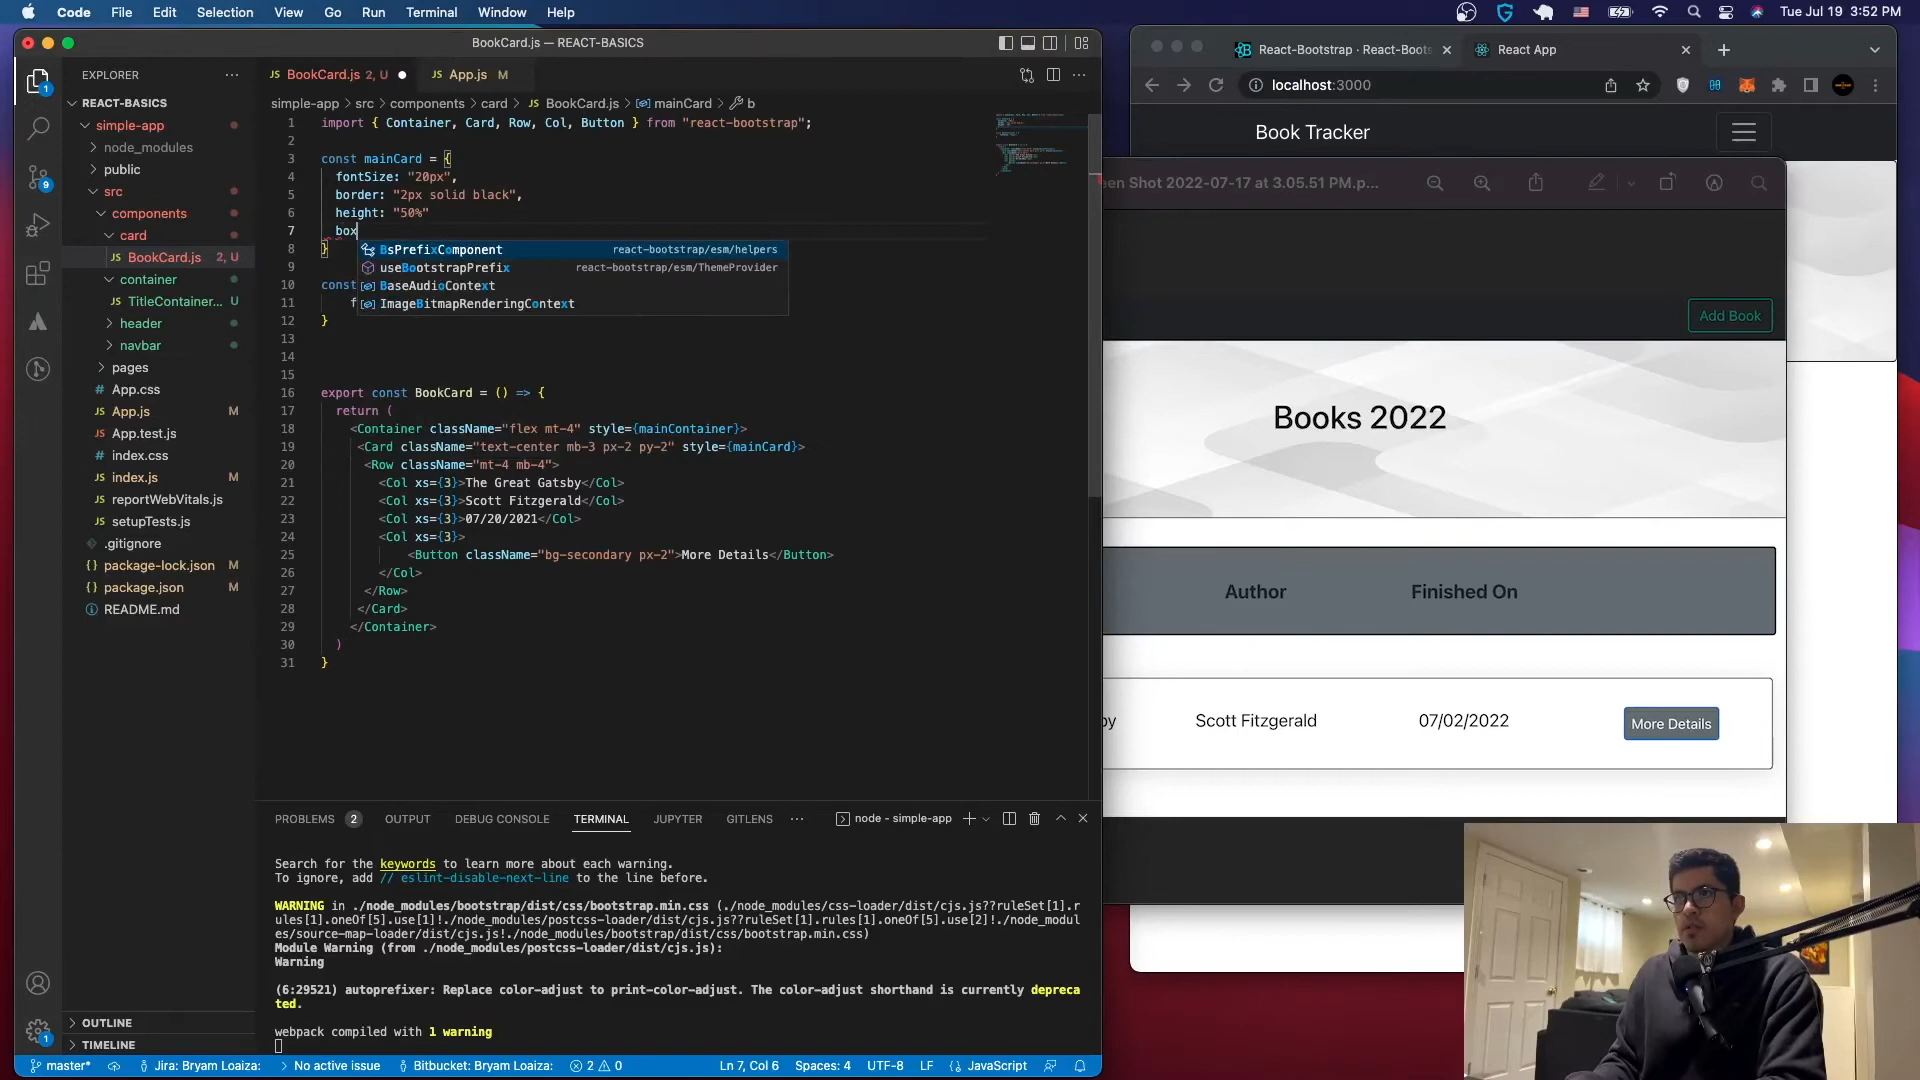 Code File Edit Selection View Go Run Terminal Window Help
Tue Jul 19 3:52 PM
BookCard.js — REACT-BASICS
EXPLORER
REACT-BASICS
simple-app
node_modules
public
src
components
card
BookCard.js 2, U
container
TitleContainer... U
header
navbar
pages
App.css
App.js M
App.test.js
index.css
index.js M
reportWebVitals.js
setupTests.js
.gitignore
package-lock.json M
package.json M
README.md
OUTLINE
TIMELINE
BookCard.js 2, U
App.js M
simple-app > src > components > card > BookCard.js > mainCard > b
1 import { Container, Card, Row, Col, Button } from "react-bootstrap";
2
3 const mainCard = {
4 fontSize: "20px",
5 border: "2px solid black",
6 height: "50%"
7 box
8 }
BsPrefixComponent react-bootstrap/esm/helpers
useBootstrapPrefix react-bootstrap/esm/ThemeProvider
BaseAudioContext
ImageBitmapRenderingContext
9
10 const
11 f
12 }
13
14
15
16 export const BookCard = () => {
17 return (
18 <Container className="flex mt-4" style={mainContainer}>
19 <Card className="text-center mb-3 px-2 py-2" style={mainCard}>
20 <Row className="mt-4 mb-4">
21 <Col xs={3}>The Great Gatsby</Col>
22 <Col xs={3}>Scott Fitzgerald</Col>
23 <Col xs={3}>07/20/2021</Col>
24 <Col xs={3}>
25 <Button className="bg-secondary px-2">More Details</Button>
26 </Col>
27 </Row>
28 </Card>
29 </Container>
30 )
31 }
PROBLEMS 2 OUTPUT DEBUG CONSOLE TERMINAL JUPYTER GITLENS
node - simple-app
Search for the keywords to learn more about each warning.
To ignore, add // eslint-disable-next-line to the line before.
WARNING in ./node_modules/bootstrap/dist/css/bootstrap.min.css (./node_modules/css-loader/dist/cjs.js??ruleSet[1].r
ules[1].oneOf[5].use[1]!./node_modules/postcss-loader/dist/cjs.js??ruleSet[1].rules[1].oneOf[5].use[2]!./node_modul
es/source-map-loader/dist/cjs.js!./node_modules/bootstrap/dist/css/bootstrap.min.css)
Module Warning (from ./node_modules/postcss-loader/dist/cjs.js):
Warning
(6:29521) autoprefixer: Replace color-adjust to print-color-adjust. The color-adjust shorthand is currently depreca
ted.
webpack compiled with 1 warning
master* Jira: Bryam Loaiza: > No active issue Bitbucket: Bryam Loaiza: 2 0 Ln 7, Col 6 Spaces: 4 UTF-8 LF JavaScript
React-Bootstrap · React-Boots
React App
localhost:3000
Book Tracker
een Shot 2022-07-17 at 3.05.51 PM.p...
Add Book
Books 2022
Author Finished On
by Scott Fitzgerald 07/02/2022 More Details